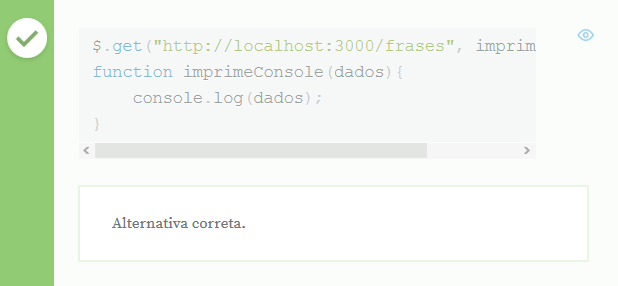 $.get("http://localhost:3000/frases", imprim
function imprimeConsole(dados){
    console.log(dados);
}
Alternativa correta.